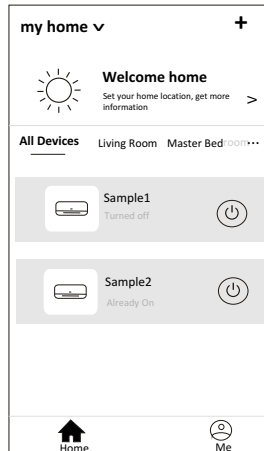 my home
+
Welcome home
Set your home location, get more
information
>
All Devices Living Room Master Bedroom ...
Sample1
Turned off
Sample2
Already On
Home
Me